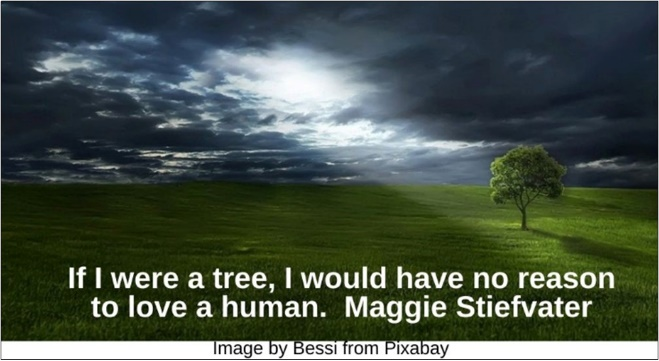 If I were a tree, I would have no reason
to love a human.  Maggie Stiefvater
Image by Bessi from Pixabay